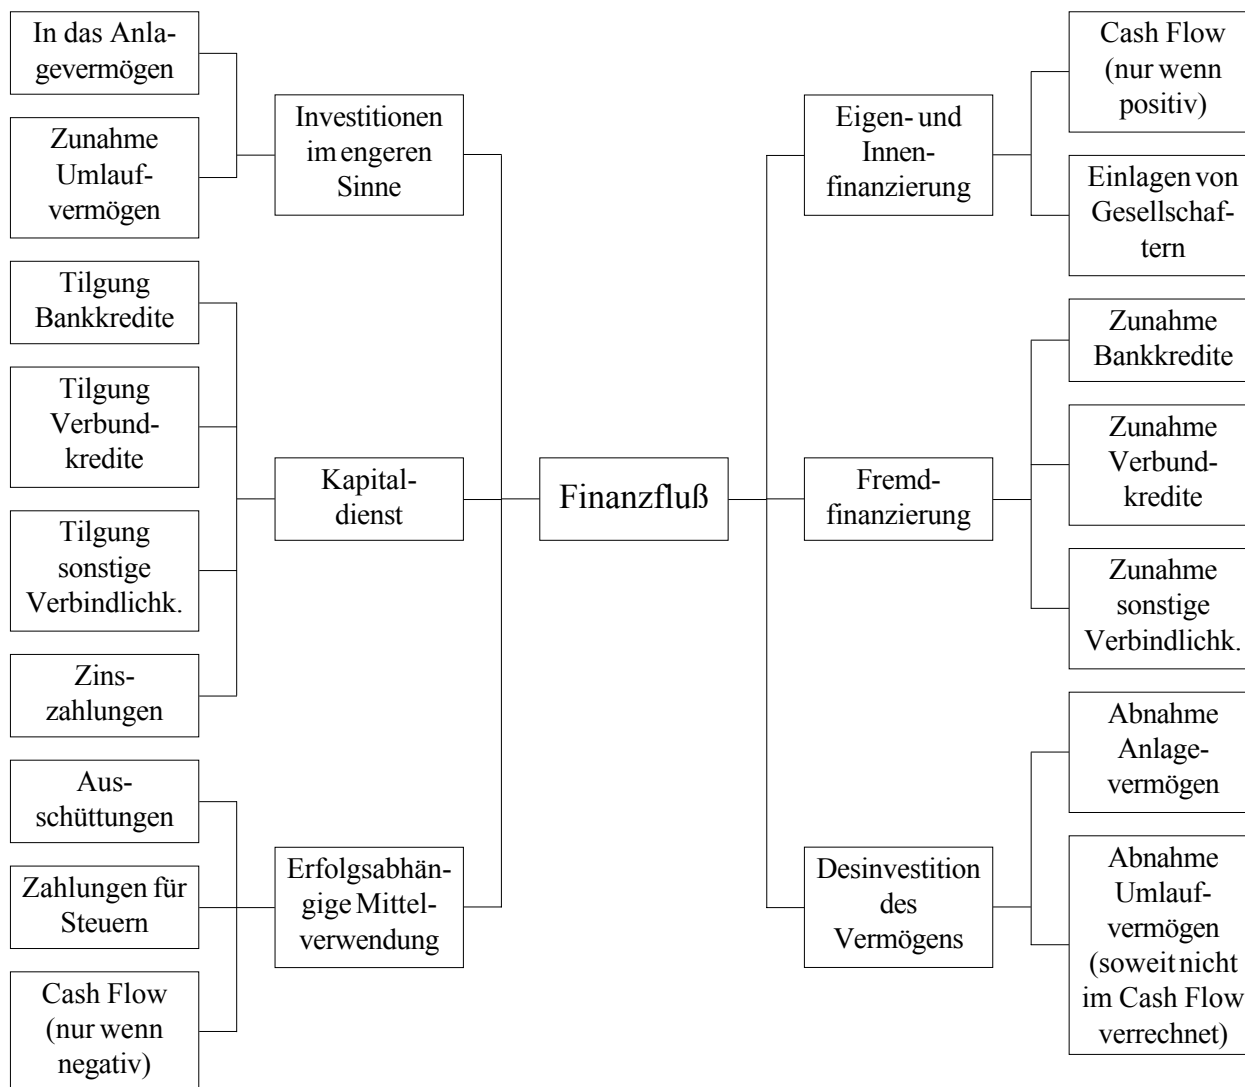 In das Anla-
gevermögen
Zunahme
Umlauf-
vermögen
Investitionen
im engeren
Sinne
Tilgung
Bankkredite
Tilgung
Verbund-
kredite
Tilgung
sonstige
Verbindlichk.
Zins-
zahlungen
Kapital-
dienst
Aus-
schüttungen
Zahlungen für
Steuern
Cash Flow
(nur wenn
negativ)
Erfolgsabhän-
gige Mittel-
verwendung
Finanzfluß
Eigen- und
Innen-
finanzierung
Cash Flow
(nur wenn
positiv)
Einlagen von
Gesellschaf-
tern
Fremd-
finanzierung
Zunahme
Bankkredite
Zunahme
Verbund-
kredite
Zunahme
sonstige
Verbindlichk.
Desinvestition
des
Vermögens
Abnahme
Anlage-
vermögen
Abnahme
Umlauf-
vermögen
(soweit nicht
im Cash Flow
verrechnet)